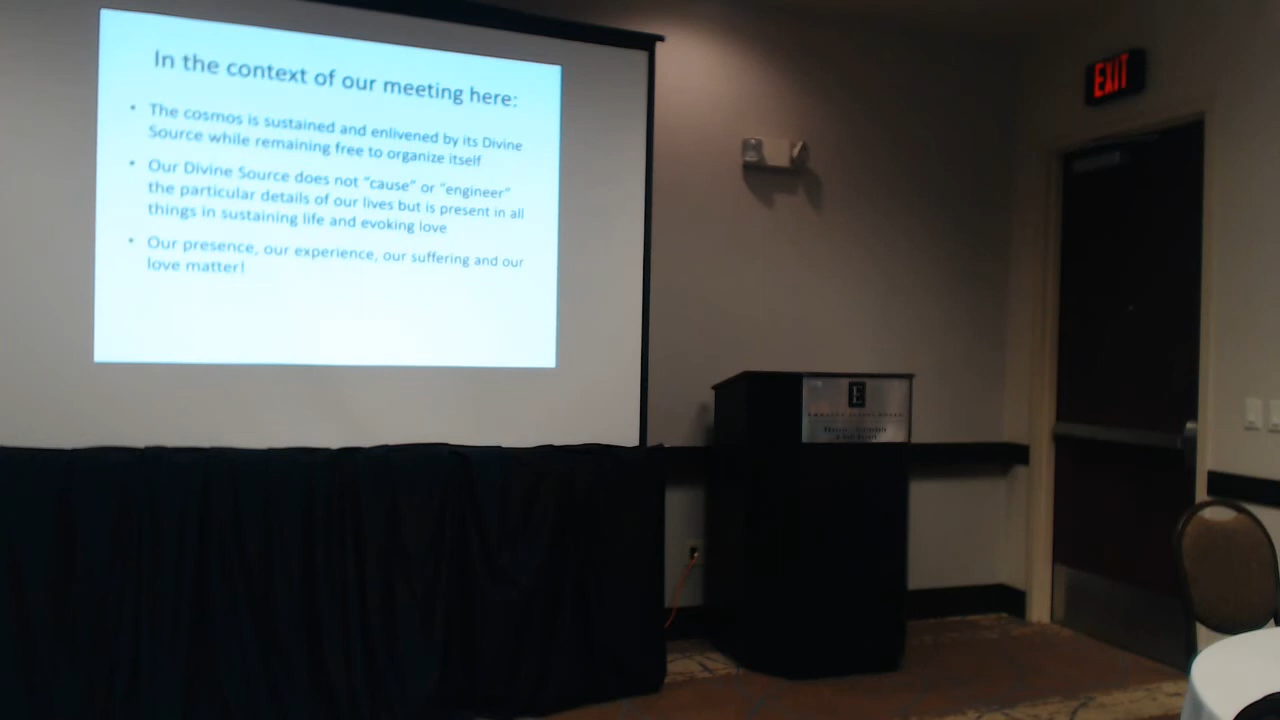 In the context of our meeting here:
• The cosmos is sustained and enlivened by its Divine
Source while remaining free to organize itself
• Our Divine Source does not “cause” or “engineer”
the particular details of our lives but is present in all
things in sustaining life and evoking love
• Our presence, our experience, our suffering and our
love matter!
EXIT
E